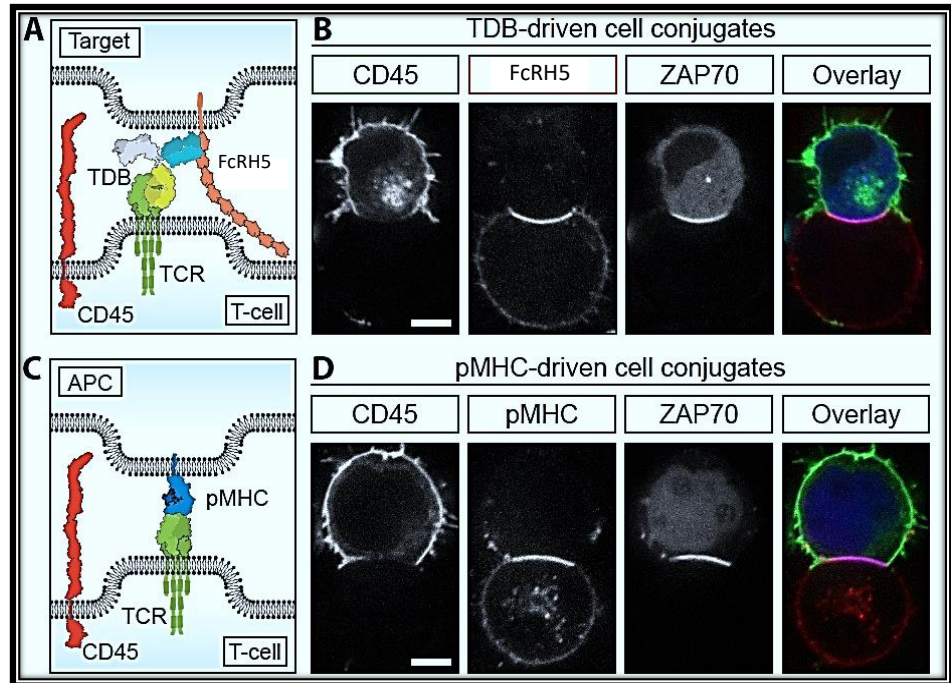 A
Target
TDB
FcRH5
TCR
CD45
T-cell
B
TDB-driven cell conjugates
CD45
FcRH5
ZAP70
Overlay
C
APC
pMHC
TCR
CD45
T-cell
D
pMHC-driven cell conjugates
CD45
pMHC
ZAP70
Overlay